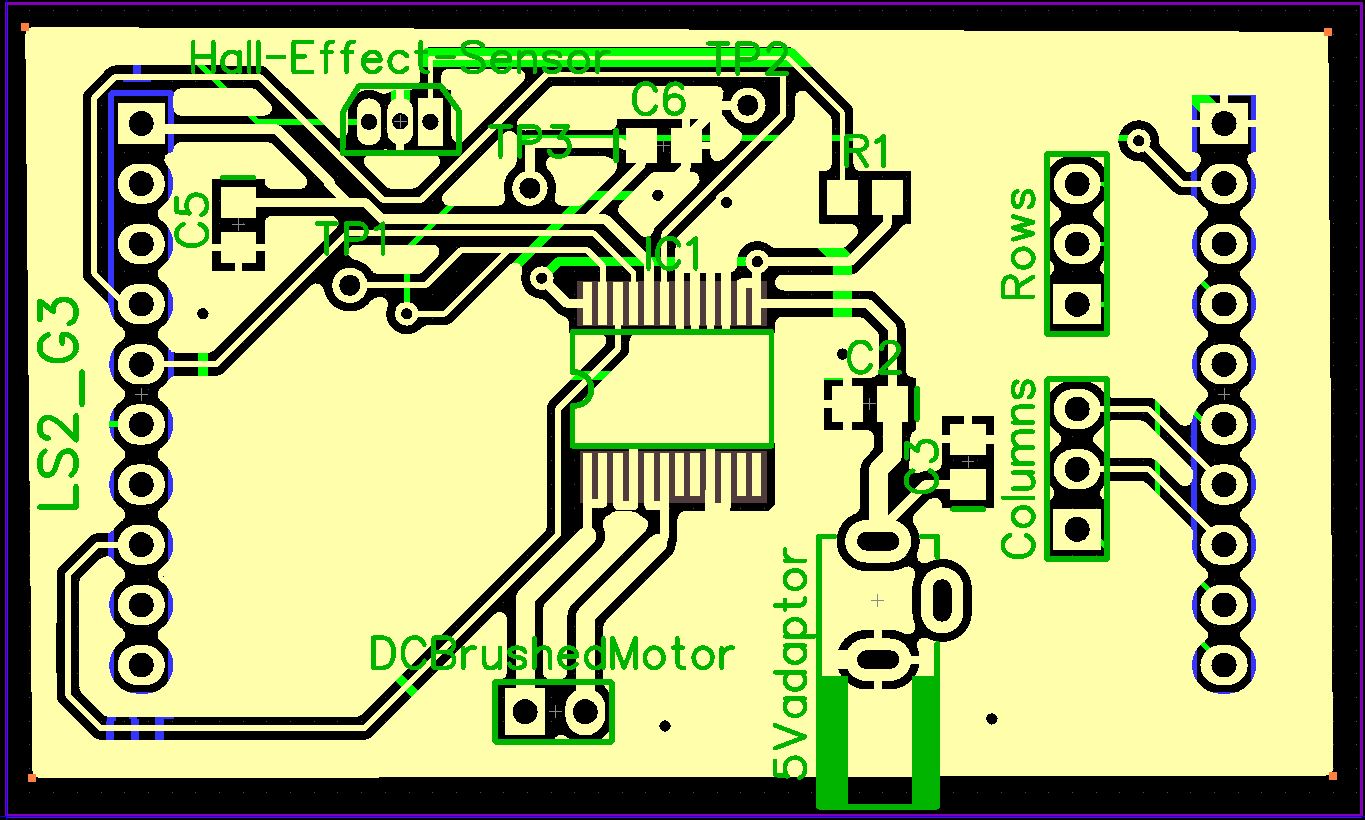 Hall-Effect-Sensor
TP2
C6
TP3
R1
C5
TP1
IC1
Rows
LS2_G3
C2
C3
Columns
5Vadaptor
DCBrushedMotor